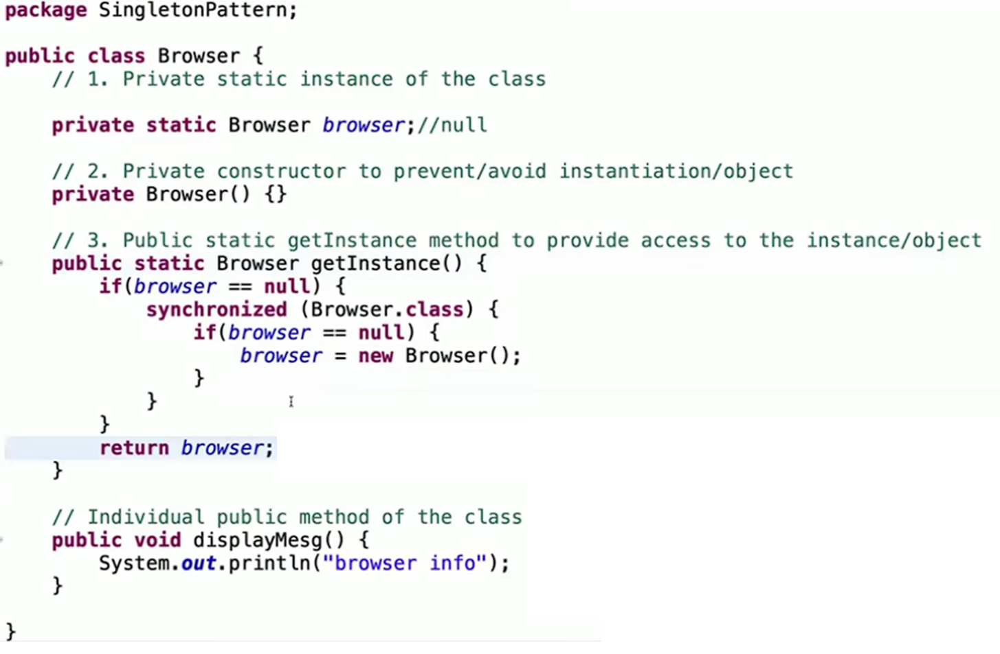 package SingletonPattern;
public class Browser {
// 1. Private static instance of the class
private static Browser browser;//null
// 2. Private constructor to prevent/avoid instantiation/object
private Browser() {}
// 3. Public static getInstance method to provide access to the instance/object
public static Browser getInstance() {
if(browser == null) {
synchronized (Browser.class) {
if(browser == null) {
browser = new Browser();
}
}
}
return browser;
}
// Individual public method of the class
public void displayMesg() {
System.out.println("browser info");
}
}